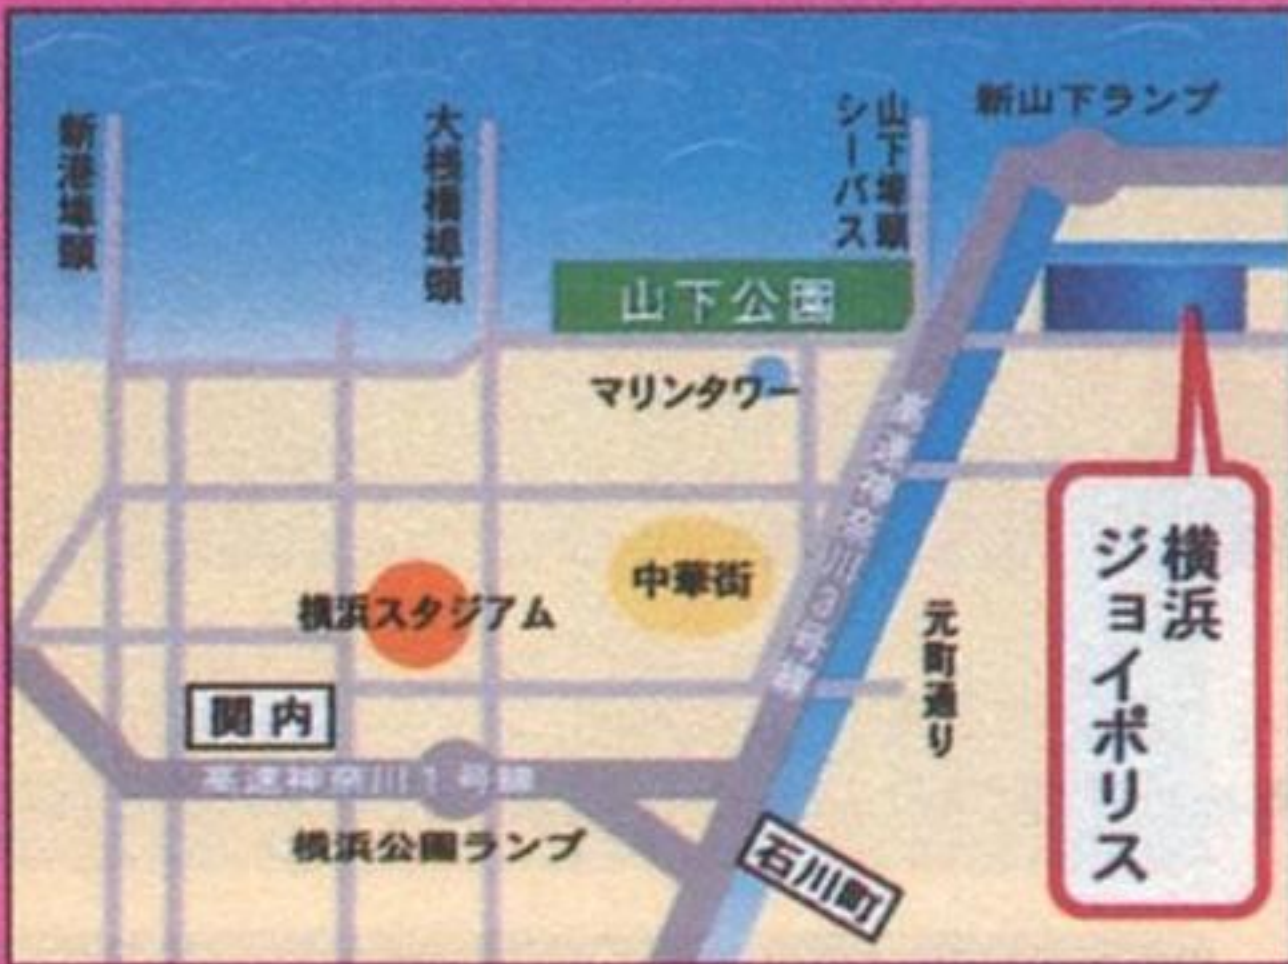 新港埠頭
大桟橋埠頭
山下埠頭
シーバス
新山下ランプ
山下公園
マリンタワー
高速神奈川3号線
中華街
横浜スタジアム
元町通り
横浜
ジョイポリス
関内
高速神奈川1号線
横浜公園ランプ
石川町